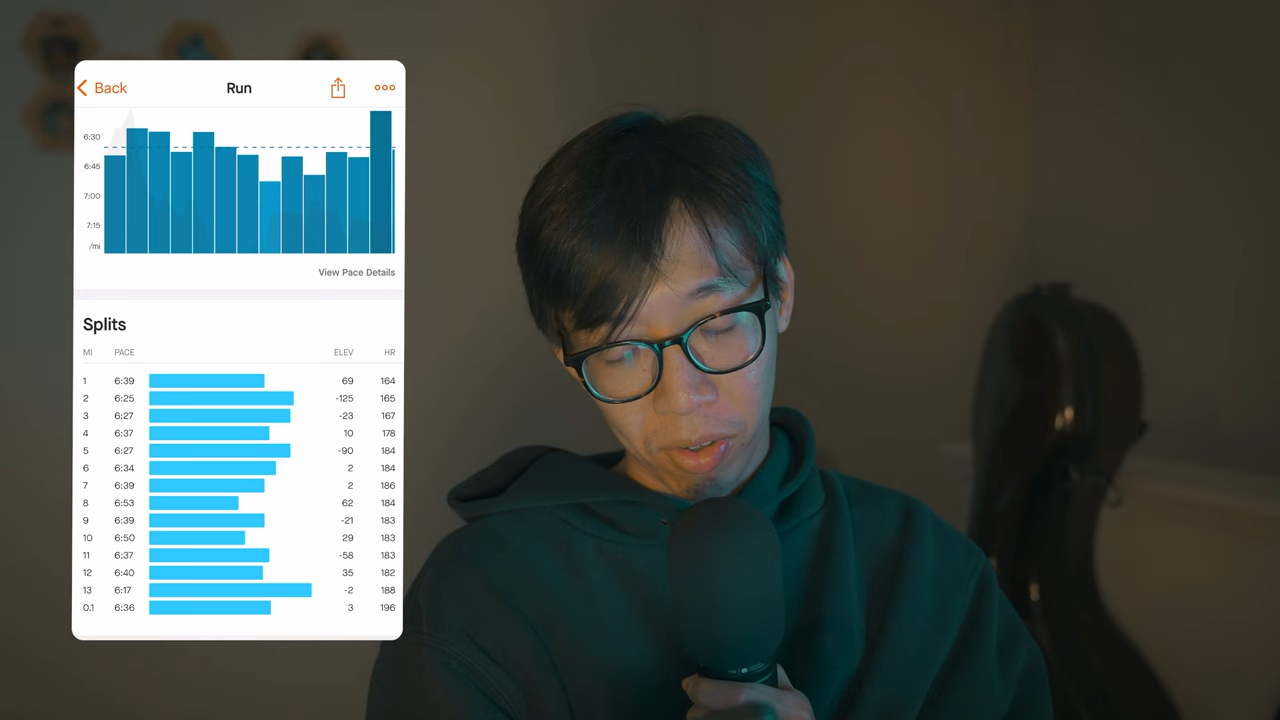 Back Run
6:30
6:45
7:00
7:15
/mi
View Pace Details
Splits
MI PACE ELEV HR
1 6:39 69 164
2 6:25 -125 165
3 6:27 -23 167
4 6:37 10 178
5 6:27 -90 184
6 6:34 2 184
7 6:39 2 186
8 6:53 62 184
9 6:39 -21 183
10 6:50 29 183
11 6:37 -58 183
12 6:40 35 182
13 6:17 -2 188
0.1 6:36 3 196